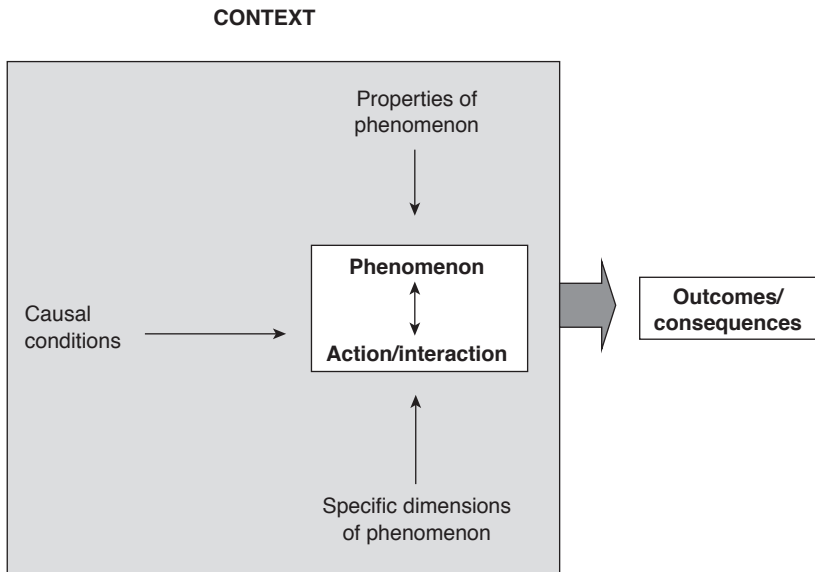 CONTEXT
Properties of
phenomenon
Phenomenon
Action/interaction
Causal
conditions
Outcomes/
consequences
Specific dimensions
of phenomenon